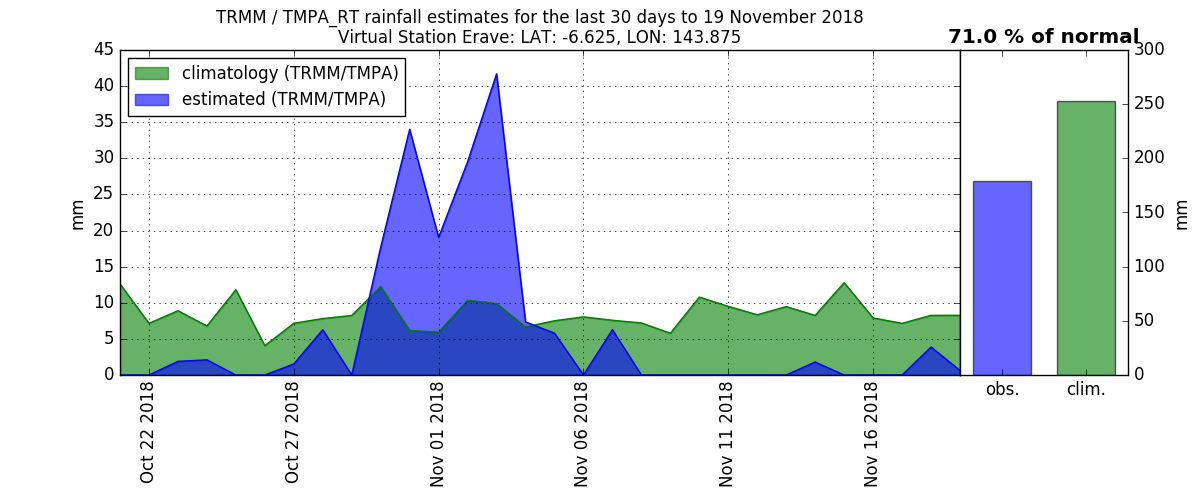 TRMM / TMPA_RT rainfall estimates for the last 30 days to 19 November 2018
Virtual Station Erave: LAT: -6.625, LON: 143.875
71.0 % of normal
climatology (TRMM/TMPA)
estimated (TRMM/TMPA)
45
40
35
30
25
20
15
10
5
0
mm
Oct 22 2018
Oct 27 2018
Nov 01 2018
Nov 06 2018
Nov 11 2018
Nov 16 2018
300
250
200
150
100
50
0
mm
obs.
clim.